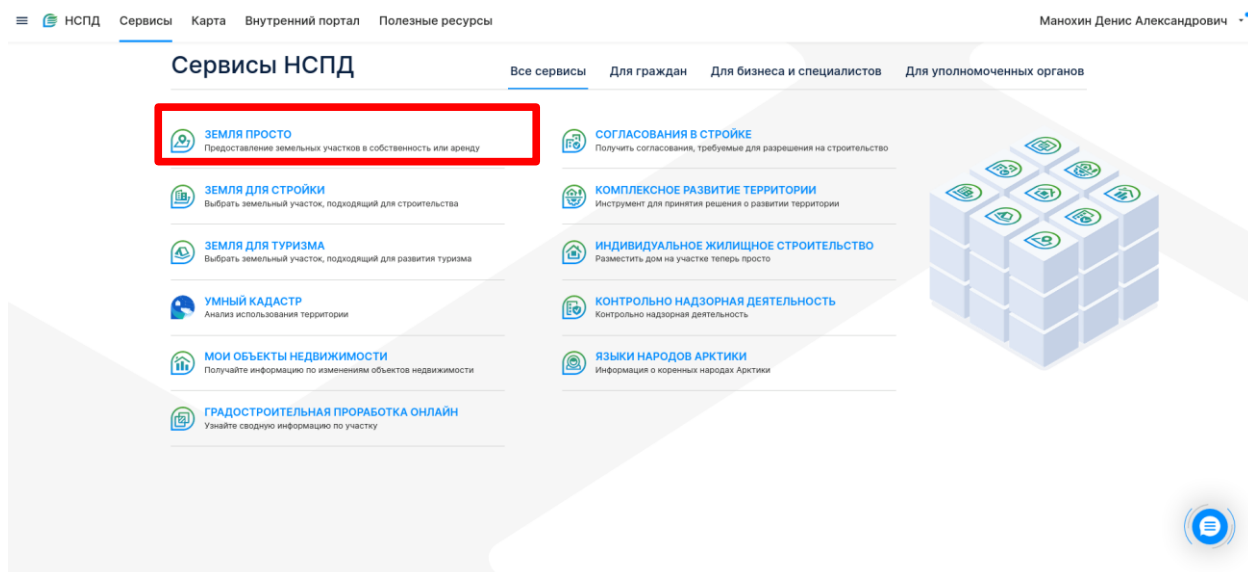 НСПД Сервисы Карта Внутренний портал Полезные ресурсы Манохин Денис Александрович
Сервисы НСПД
Все сервисы Для граждан Для бизнеса и специалистов Для уполномоченных органов
ЗЕМЛЯ ПРОСТО
Предоставление земельных участков в собственность или аренду
ЗЕМЛЯ ДЛЯ СТРОЙКИ
Выбрать земельный участок, подходящий для строительства
ЗЕМЛЯ ДЛЯ ТУРИЗМА
Выбрать земельный участок, подходящий для развития туризма
УМНЫЙ КАДАСТР
Анализ использования территории
МОИ ОБЪЕКТЫ НЕДВИЖИМОСТИ
Получайте информацию по изменениям объектов недвижимости
ГРАДОСТРОИТЕЛЬНАЯ ПРОРАБОТКА ОНЛАЙН
Узнайте сводную информацию по участку
СОГЛАСОВАНИЯ В СТРОЙКЕ
Получить согласования, требуемые для разрешения на строительство
КОМПЛЕКСНОЕ РАЗВИТИЕ ТЕРРИТОРИИ
Инструмент для принятия решения о развитии территории
ИНДИВИДУАЛЬНОЕ ЖИЛИЩНОЕ СТРОИТЕЛЬСТВО
Разместить дом на участке теперь просто
КОНТРОЛЬНО НАДЗОРНАЯ ДЕЯТЕЛЬНОСТЬ
Контрольно надзорная деятельность
ЯЗЫКИ НАРОДОВ АРКТИКИ
Информация о коренных народах Арктики